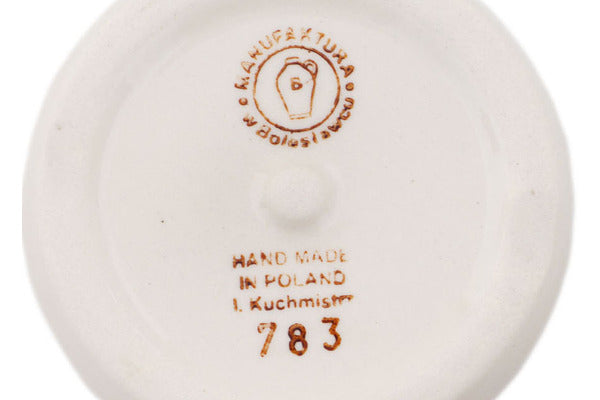 MANUFAKTURA
w Bolesławcu
B
HAND MADE
IN POLAND
I. Kuchmister
783